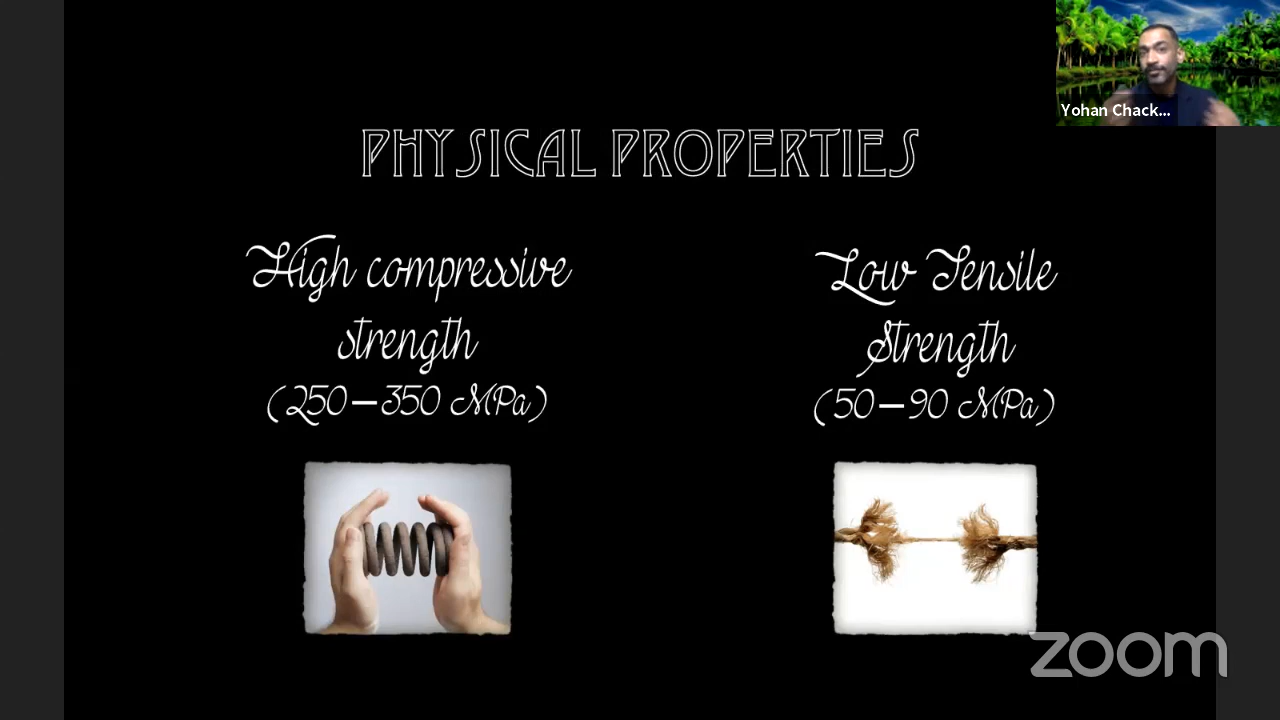 Yohan Chack...
PHYSICAL PROPERTIES
High compressive
strength
(250–350 MPa)
Low Tensile
Strength
(50–90 MPa)
zoom